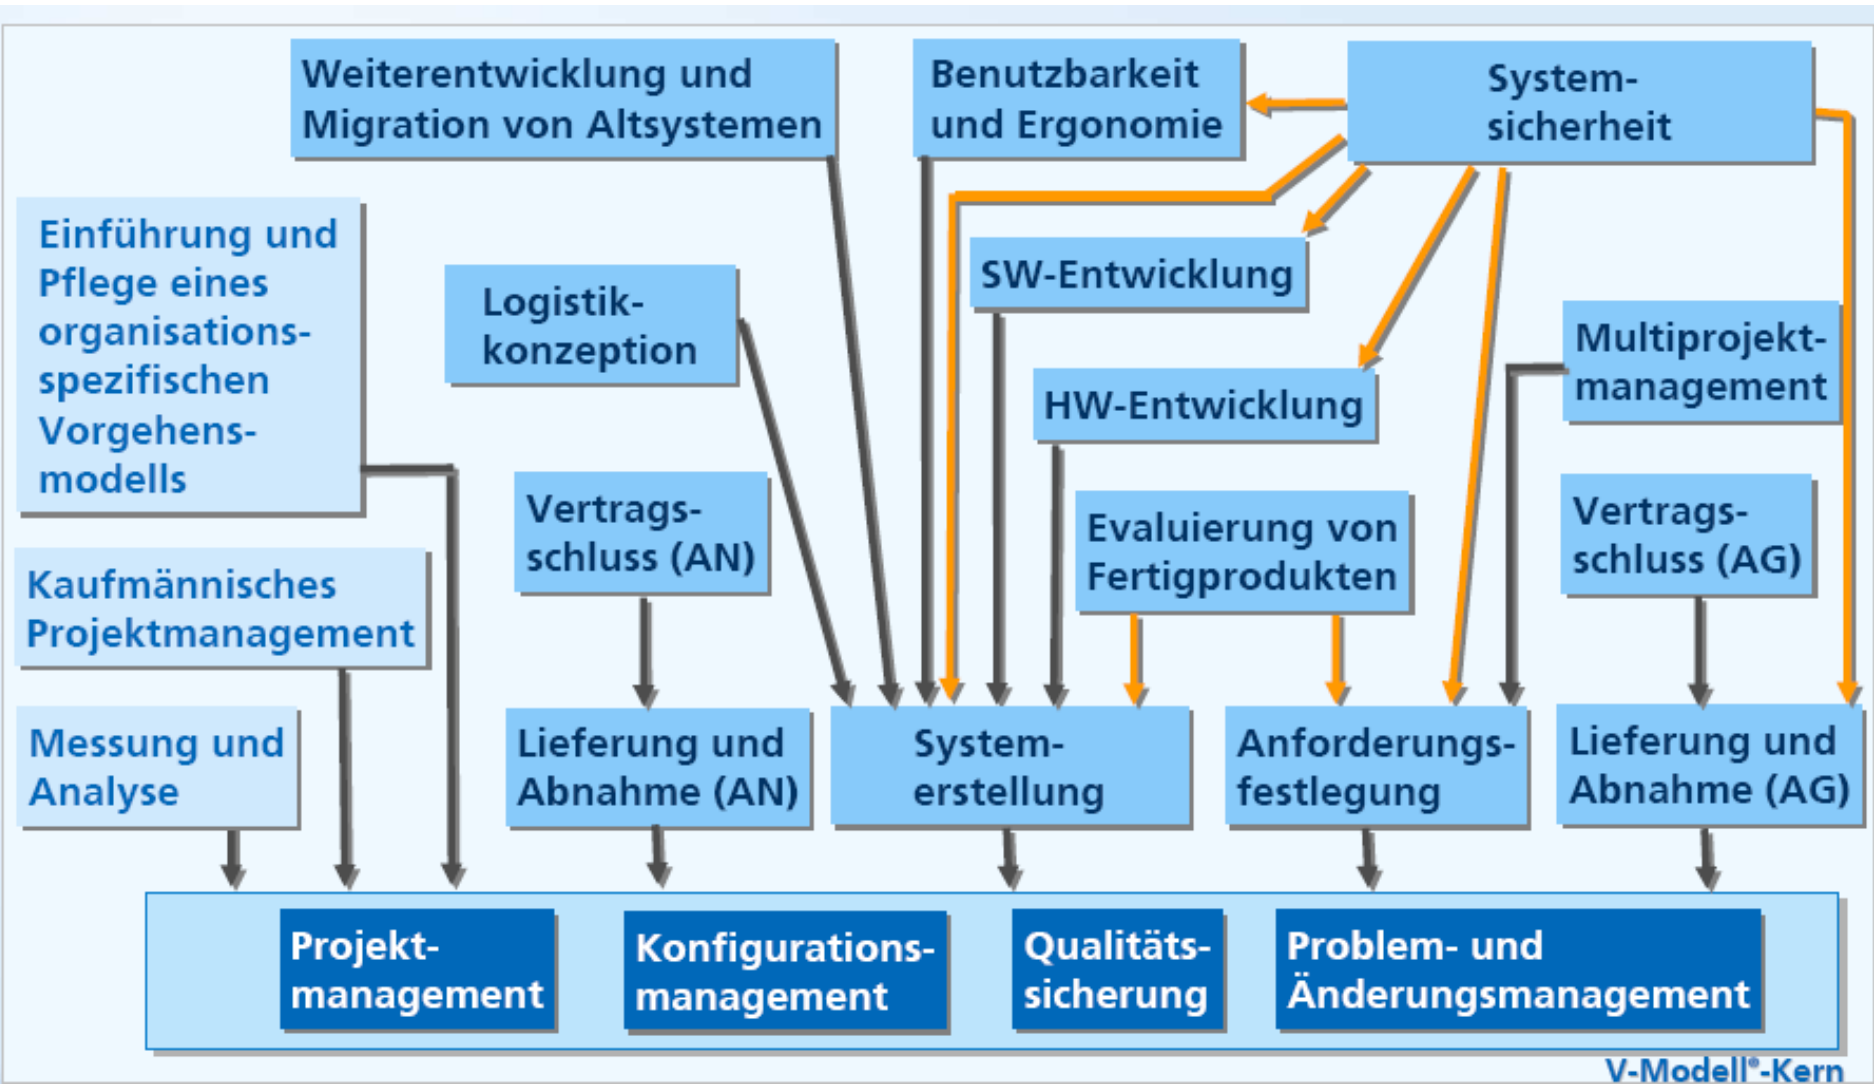 Weiterentwicklung und
Migration von Altsystemen
Benutzbarkeit
und Ergonomie
System-
sicherheit
Einführung und
Pflege eines
organisations-
spezifischen
Vorgehens-
modells
Logistik-
konzeption
SW-Entwicklung
Multiprojekt-
management
HW-Entwicklung
Vertrags-
schluss (AN)
Evaluierung von
Fertigprodukten
Vertrags-
schluss (AG)
Kaufmännisches
Projektmanagement
Messung und
Analyse
Lieferung und
Abnahme (AN)
System-
erstellung
Anforderungs-
festlegung
Lieferung und
Abnahme (AG)
Projekt-
management
Konfigurations-
management
Qualitäts-
sicherung
Problem- und
Änderungsmanagement
V-Modell®-Kern